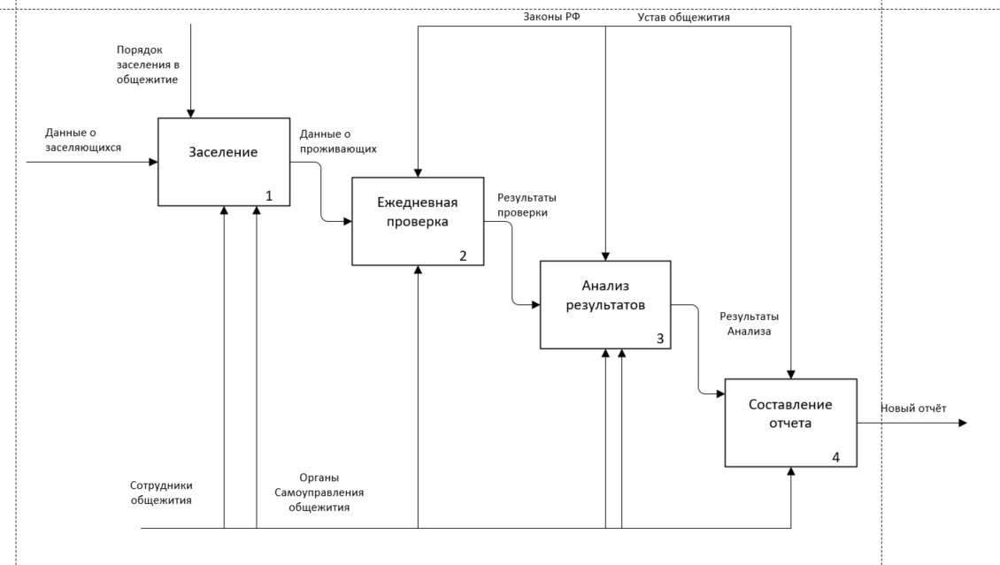 Законы РФ
Устав общежития
Порядок
заселения в
общежитие
Данные о
заселяющихся
Заселение
1
Данные о
проживающих
Ежедневная
проверка
2
Результаты
проверки
Анализ
результатов
3
Результаты
Анализа
Составление
отчета
4
Новый отчёт
Сотрудники
общежития
Органы
Самоуправления
общежития